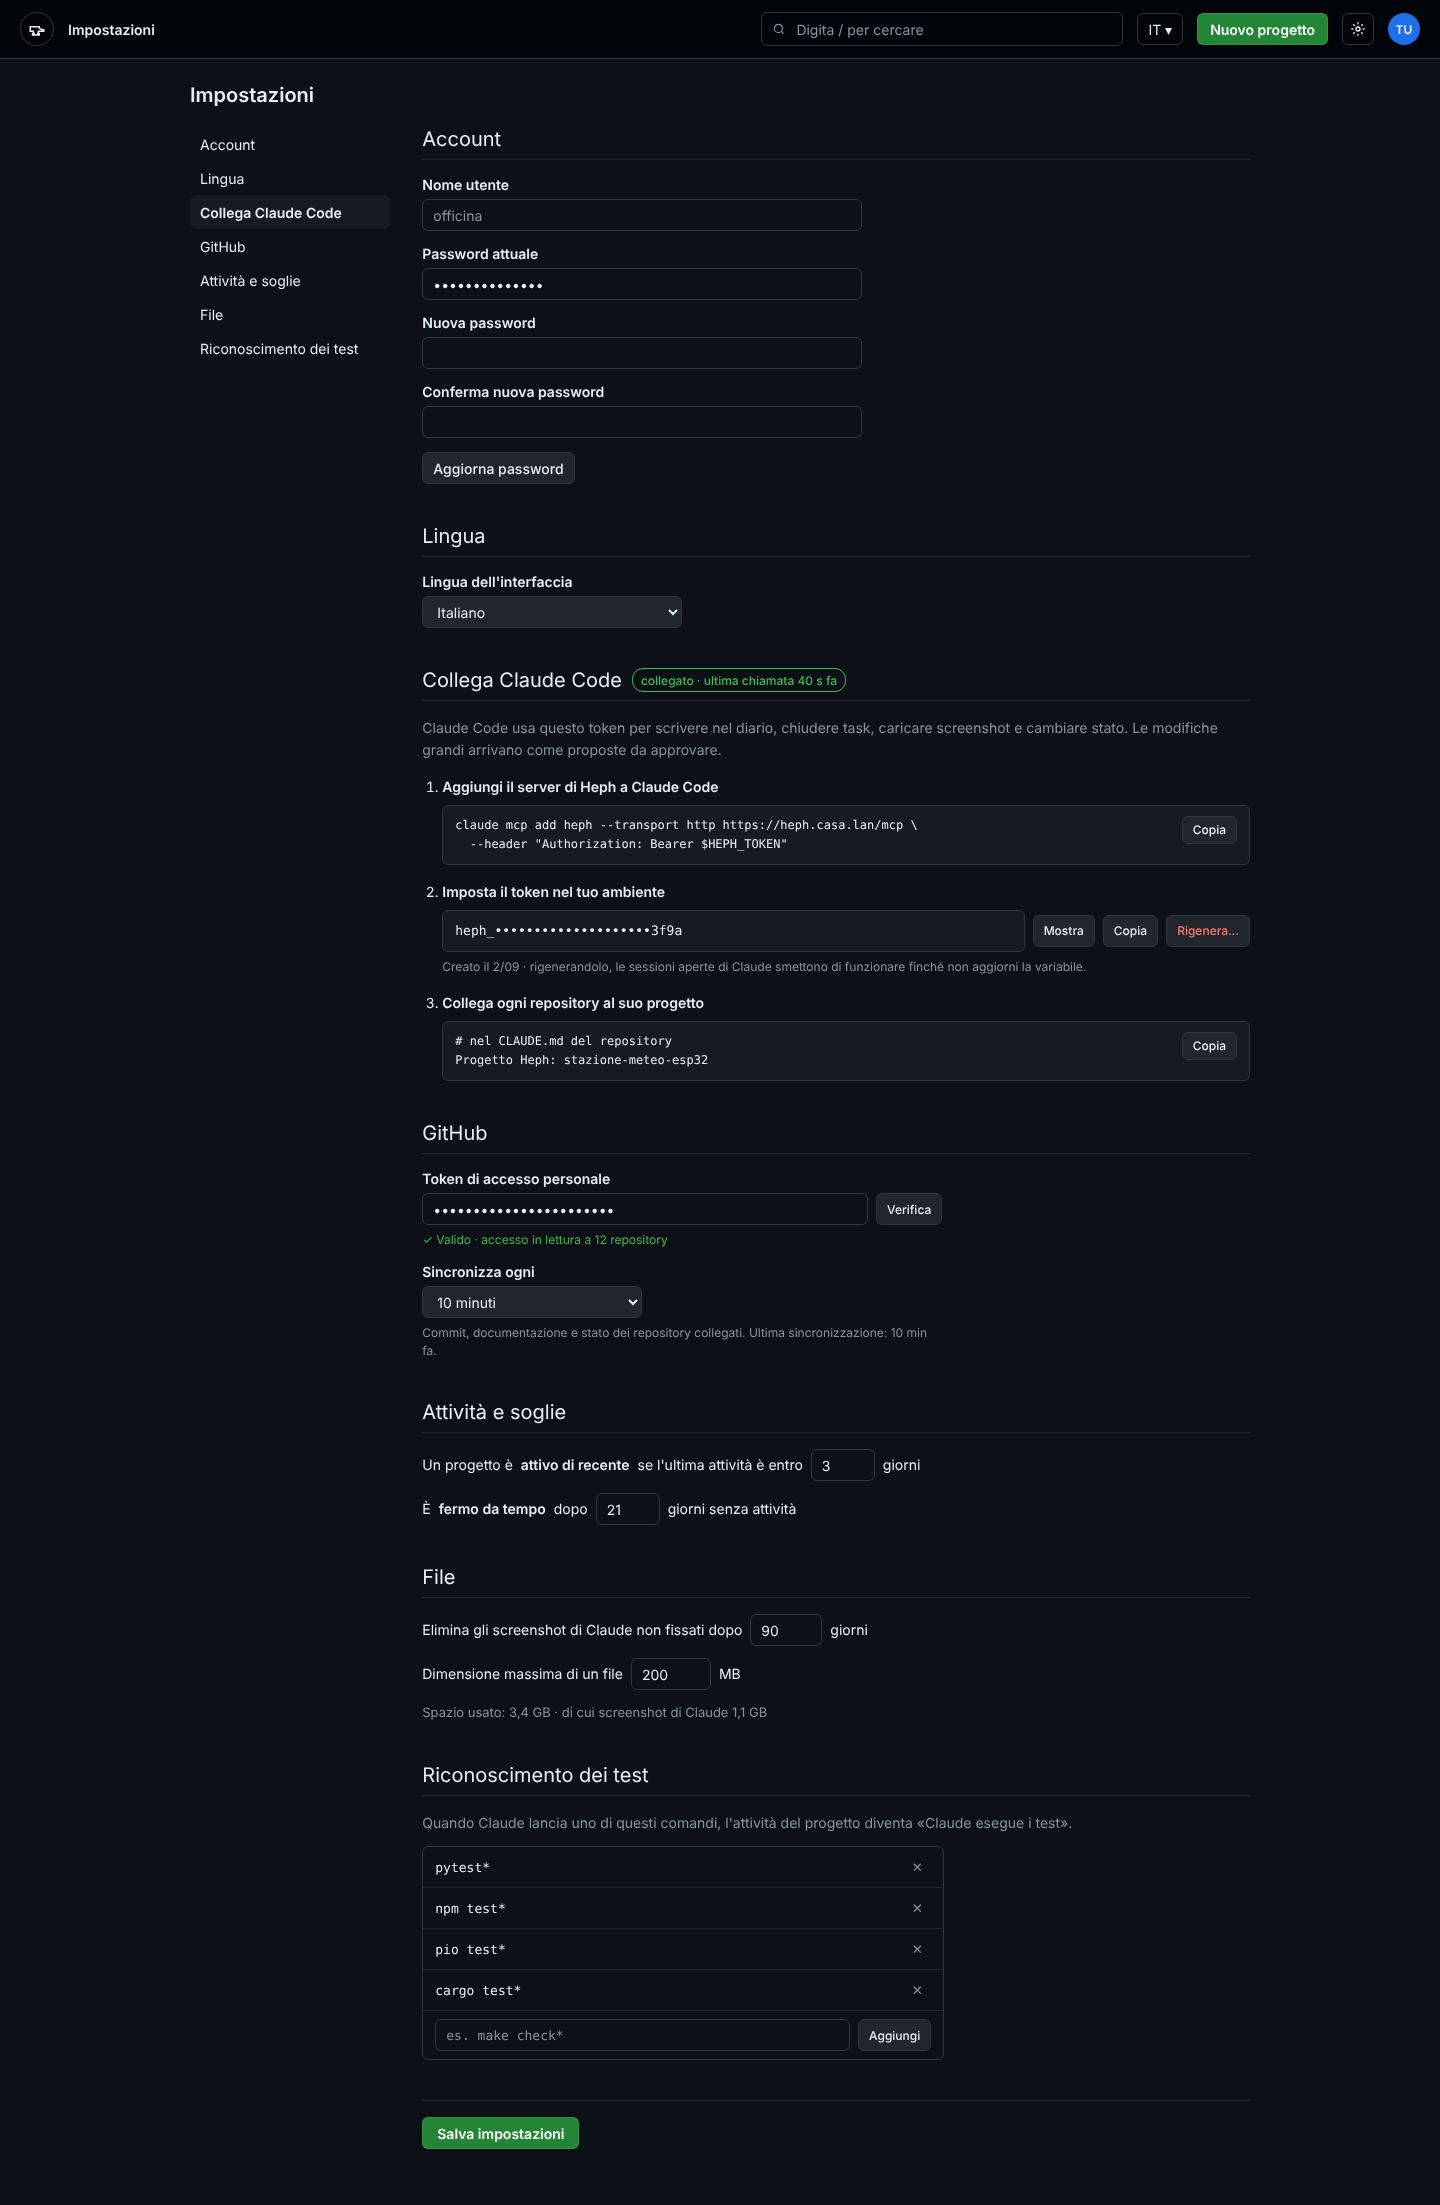 Impostazioni
Digita / per cercare
IT ▾
Nuovo progetto
TU
Impostazioni
Account
Lingua
Collega Claude Code
GitHub
Attività e soglie
File
Riconoscimento dei test
Account
Nome utente
officina
Password attuale
••••••••••••••
Nuova password
Conferma nuova password
Aggiorna password
Lingua
Lingua dell'interfaccia
Italiano
Collega Claude Code
collegato · ultima chiamata 40 s fa
Claude Code usa questo token per scrivere nel diario, chiudere task, caricare screenshot e cambiare stato. Le modifiche
grandi arrivano come proposte da approvare.
1. Aggiungi il server di Heph a Claude Code
claude mcp add heph --transport http https://heph.casa.lan/mcp \
--header "Authorization: Bearer $HEPH_TOKEN"
Copia
2. Imposta il token nel tuo ambiente
heph_••••••••••••••••••••3f9a
Mostra
Copia
Rigenera...
Creato il 2/09 · rigenerandolo, le sessioni aperte di Claude smettono di funzionare finché non aggiorni la variabile.
3. Collega ogni repository al suo progetto
# nel CLAUDE.md del repository
Progetto Heph: stazione-meteo-esp32
Copia
GitHub
Token di accesso personale
•••••••••••••••••••••••
Verifica
✓ Valido · accesso in lettura a 12 repository
Sincronizza ogni
10 minuti
Commit, documentazione e stato dei repository collegati. Ultima sincronizzazione: 10 min
fa.
Attività e soglie
Un progetto è attivo di recente se l'ultima attività è entro 3 giorni
È fermo da tempo dopo 21 giorni senza attività
File
Elimina gli screenshot di Claude non fissati dopo 90 giorni
Dimensione massima di un file 200 MB
Spazio usato: 3,4 GB · di cui screenshot di Claude 1,1 GB
Riconoscimento dei test
Quando Claude lancia uno di questi comandi, l'attività del progetto diventa «Claude esegue i test».
pytest* ✕
npm test* ✕
pio test* ✕
cargo test* ✕
es. make check*
Aggiungi
Salva impostazioni